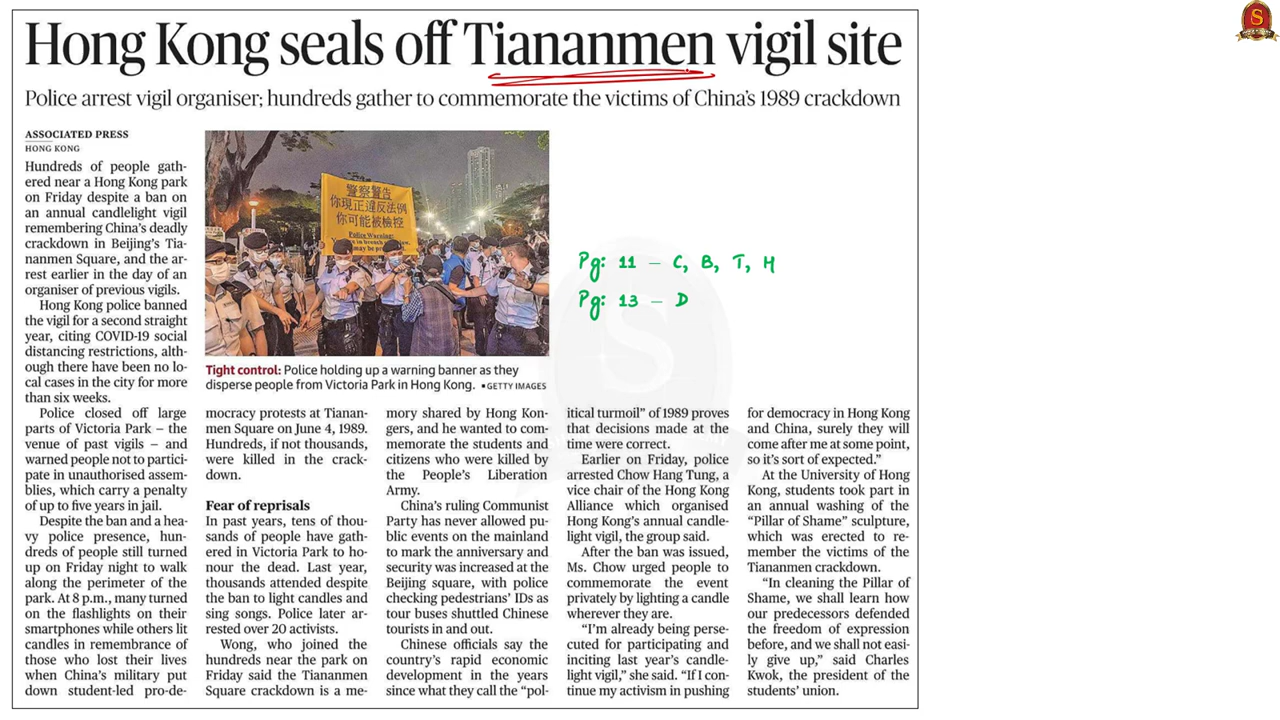 Hong Kong seals off Tiananmen vigil site
Police arrest vigil organiser; hundreds gather to commemorate the victims of China's 1989 crackdown
ASSOCIATED PRESS
HONG KONG
Hundreds of people gath-
ered near a Hong Kong park
on Friday despite a ban on
an annual candlelight vigil
remembering China's deadly
crackdown in Beijing's Tia-
nanmen Square, and the ar-
rest earlier in the day of an
organiser of previous vigils.
Hong Kong police banned
the vigil for a second straight
year, citing COVID-19 social
distancing restrictions, alth-
ough there have been no lo-
cal cases in the city for more
than six weeks.
Police closed off large
parts of Victoria Park – the
venue of past vigils – and
warned people not to partici-
pate in unauthorised assem-
blies, which carry a penalty
of up to five years in jail.
Despite the ban and a hea-
vy police presence, hun-
dreds of people still turned
up on Friday night to walk
along the perimeter of the
park. At 8 p.m., many turned
on the flashlights on their
smartphones while others lit
candles in remembrance of
those who lost their lives
when China's military put
down student-led pro-de-
警察警告
你現正違反法例
你可能被檢控
Police Warning:
Tight control: Police holding up a warning banner as they
disperse people from Victoria Park in Hong Kong. ▪GETTY IMAGES
mocracy protests at Tianan-
men Square on June 4, 1989.
Hundreds, if not thousands,
were killed in the crack-
down.
Fear of reprisals
In past years, tens of thou-
sands of people have gath-
ered in Victoria Park to ho-
nour the dead. Last year,
thousands attended despite
the ban to light candles and
sing songs. Police later ar-
rested over 20 activists.
Wong, who joined the
hundreds near the park on
Friday said the Tiananmen
Square crackdown is a me-
mory shared by Hong Kon-
gers, and he wanted to com-
memorate the students and
citizens who were killed by
the People's Liberation
Army.
China's ruling Communist
Party has never allowed pu-
blic events on the mainland
to mark the anniversary and
security was increased at the
Beijing square, with police
checking pedestrians' IDs as
tour buses shuttled Chinese
tourists in and out.
Chinese officials say the
country's rapid economic
development in the years
since what they call the "pol-
itical turmoil" of 1989 proves
that decisions made at the
time were correct.
Earlier on Friday, police
arrested Chow Hang Tung, a
vice chair of the Hong Kong
Alliance which organised
Hong Kong's annual candle-
light vigil, the group said.
After the ban was issued,
Ms. Chow urged people to
commemorate the event
privately by lighting a candle
wherever they are.
"I'm already being perse-
cuted for participating and
inciting last year's candle-
light vigil," she said. "If I con-
tinue my activism in pushing
for democracy in Hong Kong
and China, surely they will
come after me at some point,
so it's sort of expected."
At the University of Hong
Kong, students took part in
an annual washing of the
"Pillar of Shame" sculpture,
which was erected to re-
member the victims of the
Tiananmen crackdown.
"In cleaning the Pillar of
Shame, we shall learn how
our predecessors defended
the freedom of expression
before, and we shall not easi-
ly give up," said Charles
Kwok, the president of the
students' union.
Pg: 11 – C, B, T, H
Pg: 13 – D
S